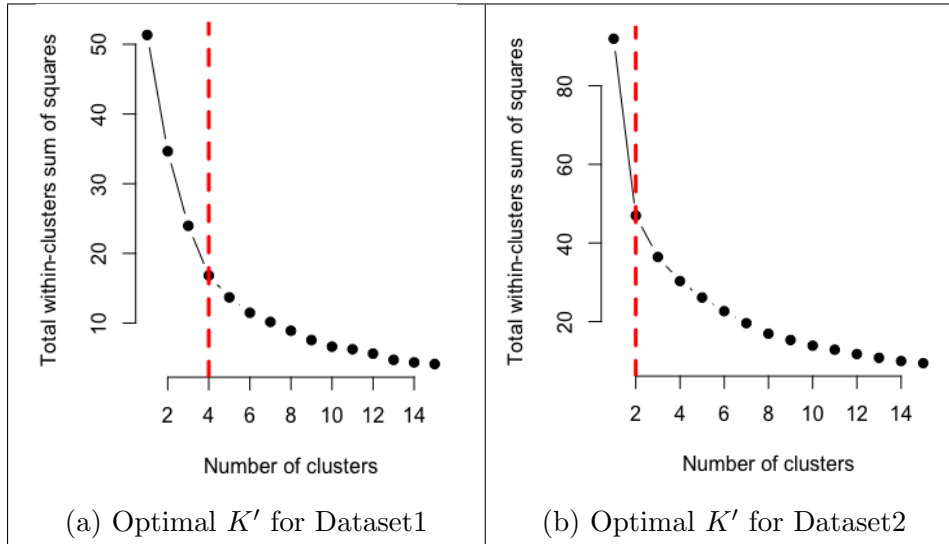 Total within-clusters sum of squares
50
40
30
20
10
2 4 6 8 10 12 14
Number of clusters
(a) Optimal K′ for Dataset1
Total within-clusters sum of squares
80
60
40
20
2 4 6 8 10 12 14
Number of clusters
(b) Optimal K′ for Dataset2